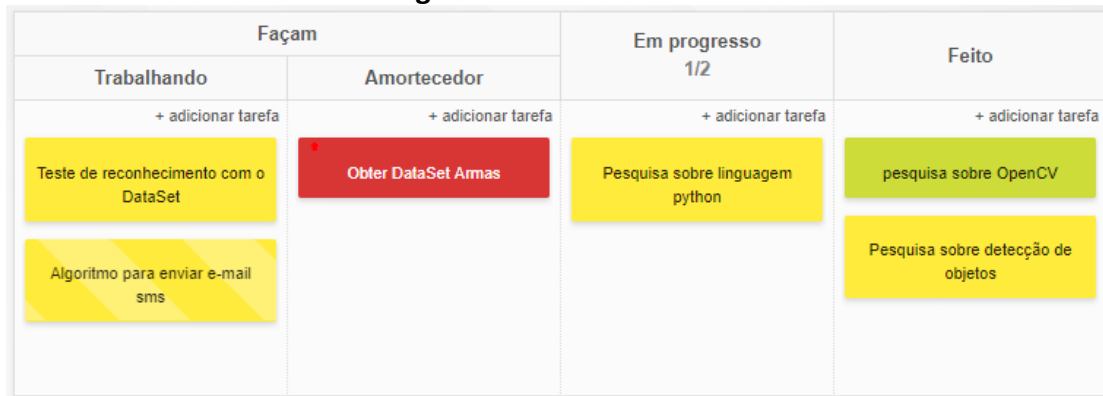 Façam
Em progresso
1/2
Feito
Trabalhando
Amortecedor
+ adicionar tarefa
+ adicionar tarefa
+ adicionar tarefa
+ adicionar tarefa
Teste de reconhecimento com o
DataSet
Algoritmo para enviar e-mail
sms
Obter DataSet Armas
Pesquisa sobre linguagem
python
pesquisa sobre OpenCV
Pesquisa sobre detecção de
objetos